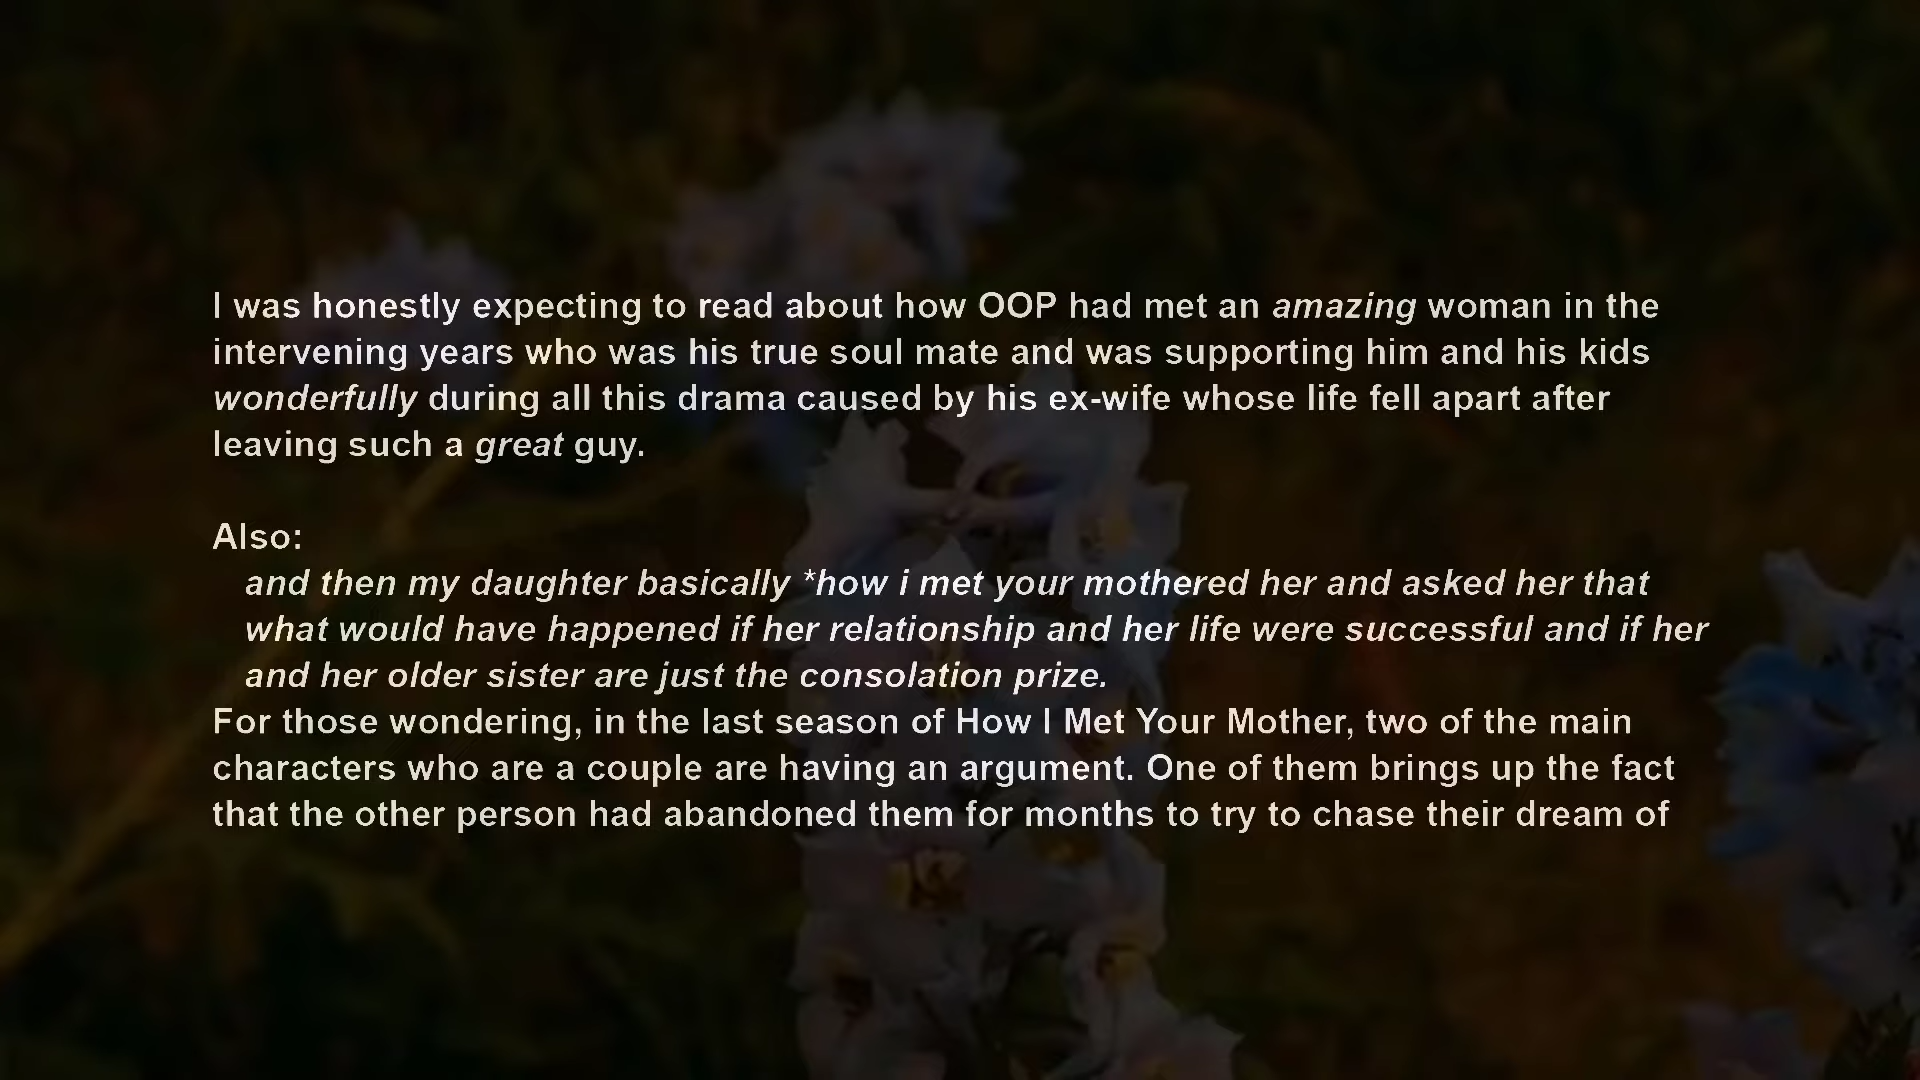 I was honestly expecting to read about how OOP had met an amazing woman in the
intervening years who was his true soul mate and was supporting him and his kids
wonderfully during all this drama caused by his ex-wife whose life fell apart after
leaving such a great guy.
Also:
and then my daughter basically *how i met your mothered her and asked her that
what would have happened if her relationship and her life were successful and if her
and her older sister are just the consolation prize.
For those wondering, in the last season of How I Met Your Mother, two of the main
characters who are a couple are having an argument. One of them brings up the fact
that the other person had abandoned them for months to try to chase their dream of